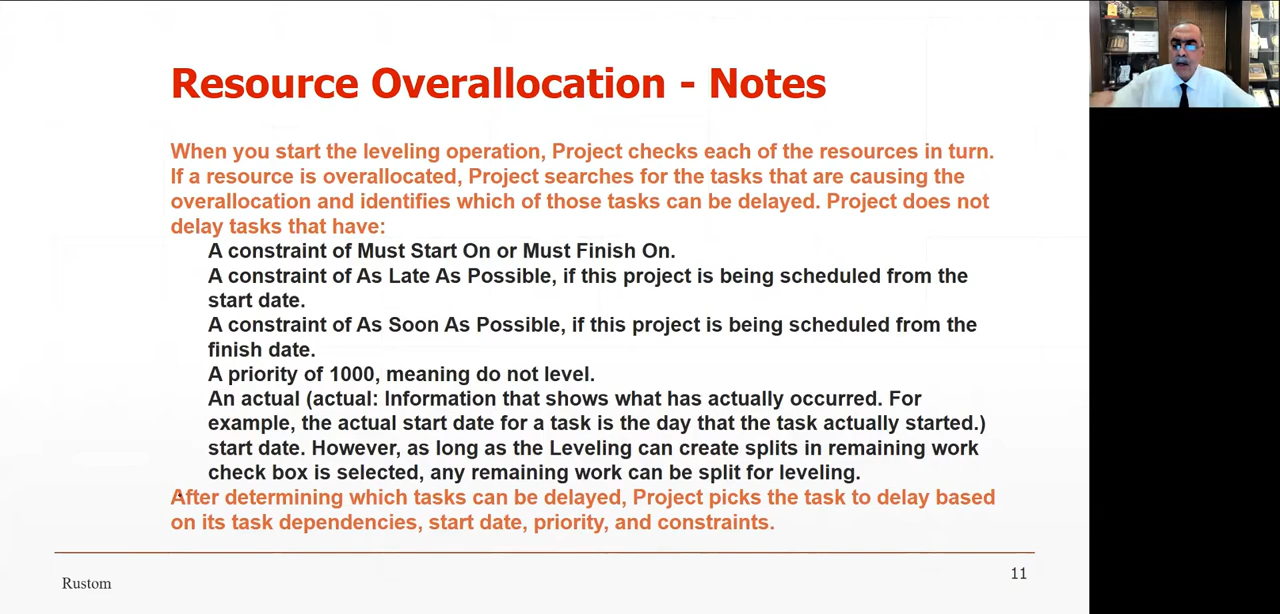 Resource Overallocation - Notes
When you start the leveling operation, Project checks each of the resources in turn.
If a resource is overallocated, Project searches for the tasks that are causing the
overallocation and identifies which of those tasks can be delayed. Project does not
delay tasks that have:
A constraint of Must Start On or Must Finish On.
A constraint of As Late As Possible, if this project is being scheduled from the
start date.
A constraint of As Soon As Possible, if this project is being scheduled from the
finish date.
A priority of 1000, meaning do not level.
An actual (actual: Information that shows what has actually occurred. For
example, the actual start date for a task is the day that the task actually started.)
start date. However, as long as the Leveling can create splits in remaining work
check box is selected, any remaining work can be split for leveling.
After determining which tasks can be delayed, Project picks the task to delay based
on its task dependencies, start date, priority, and constraints.
Rustom
11